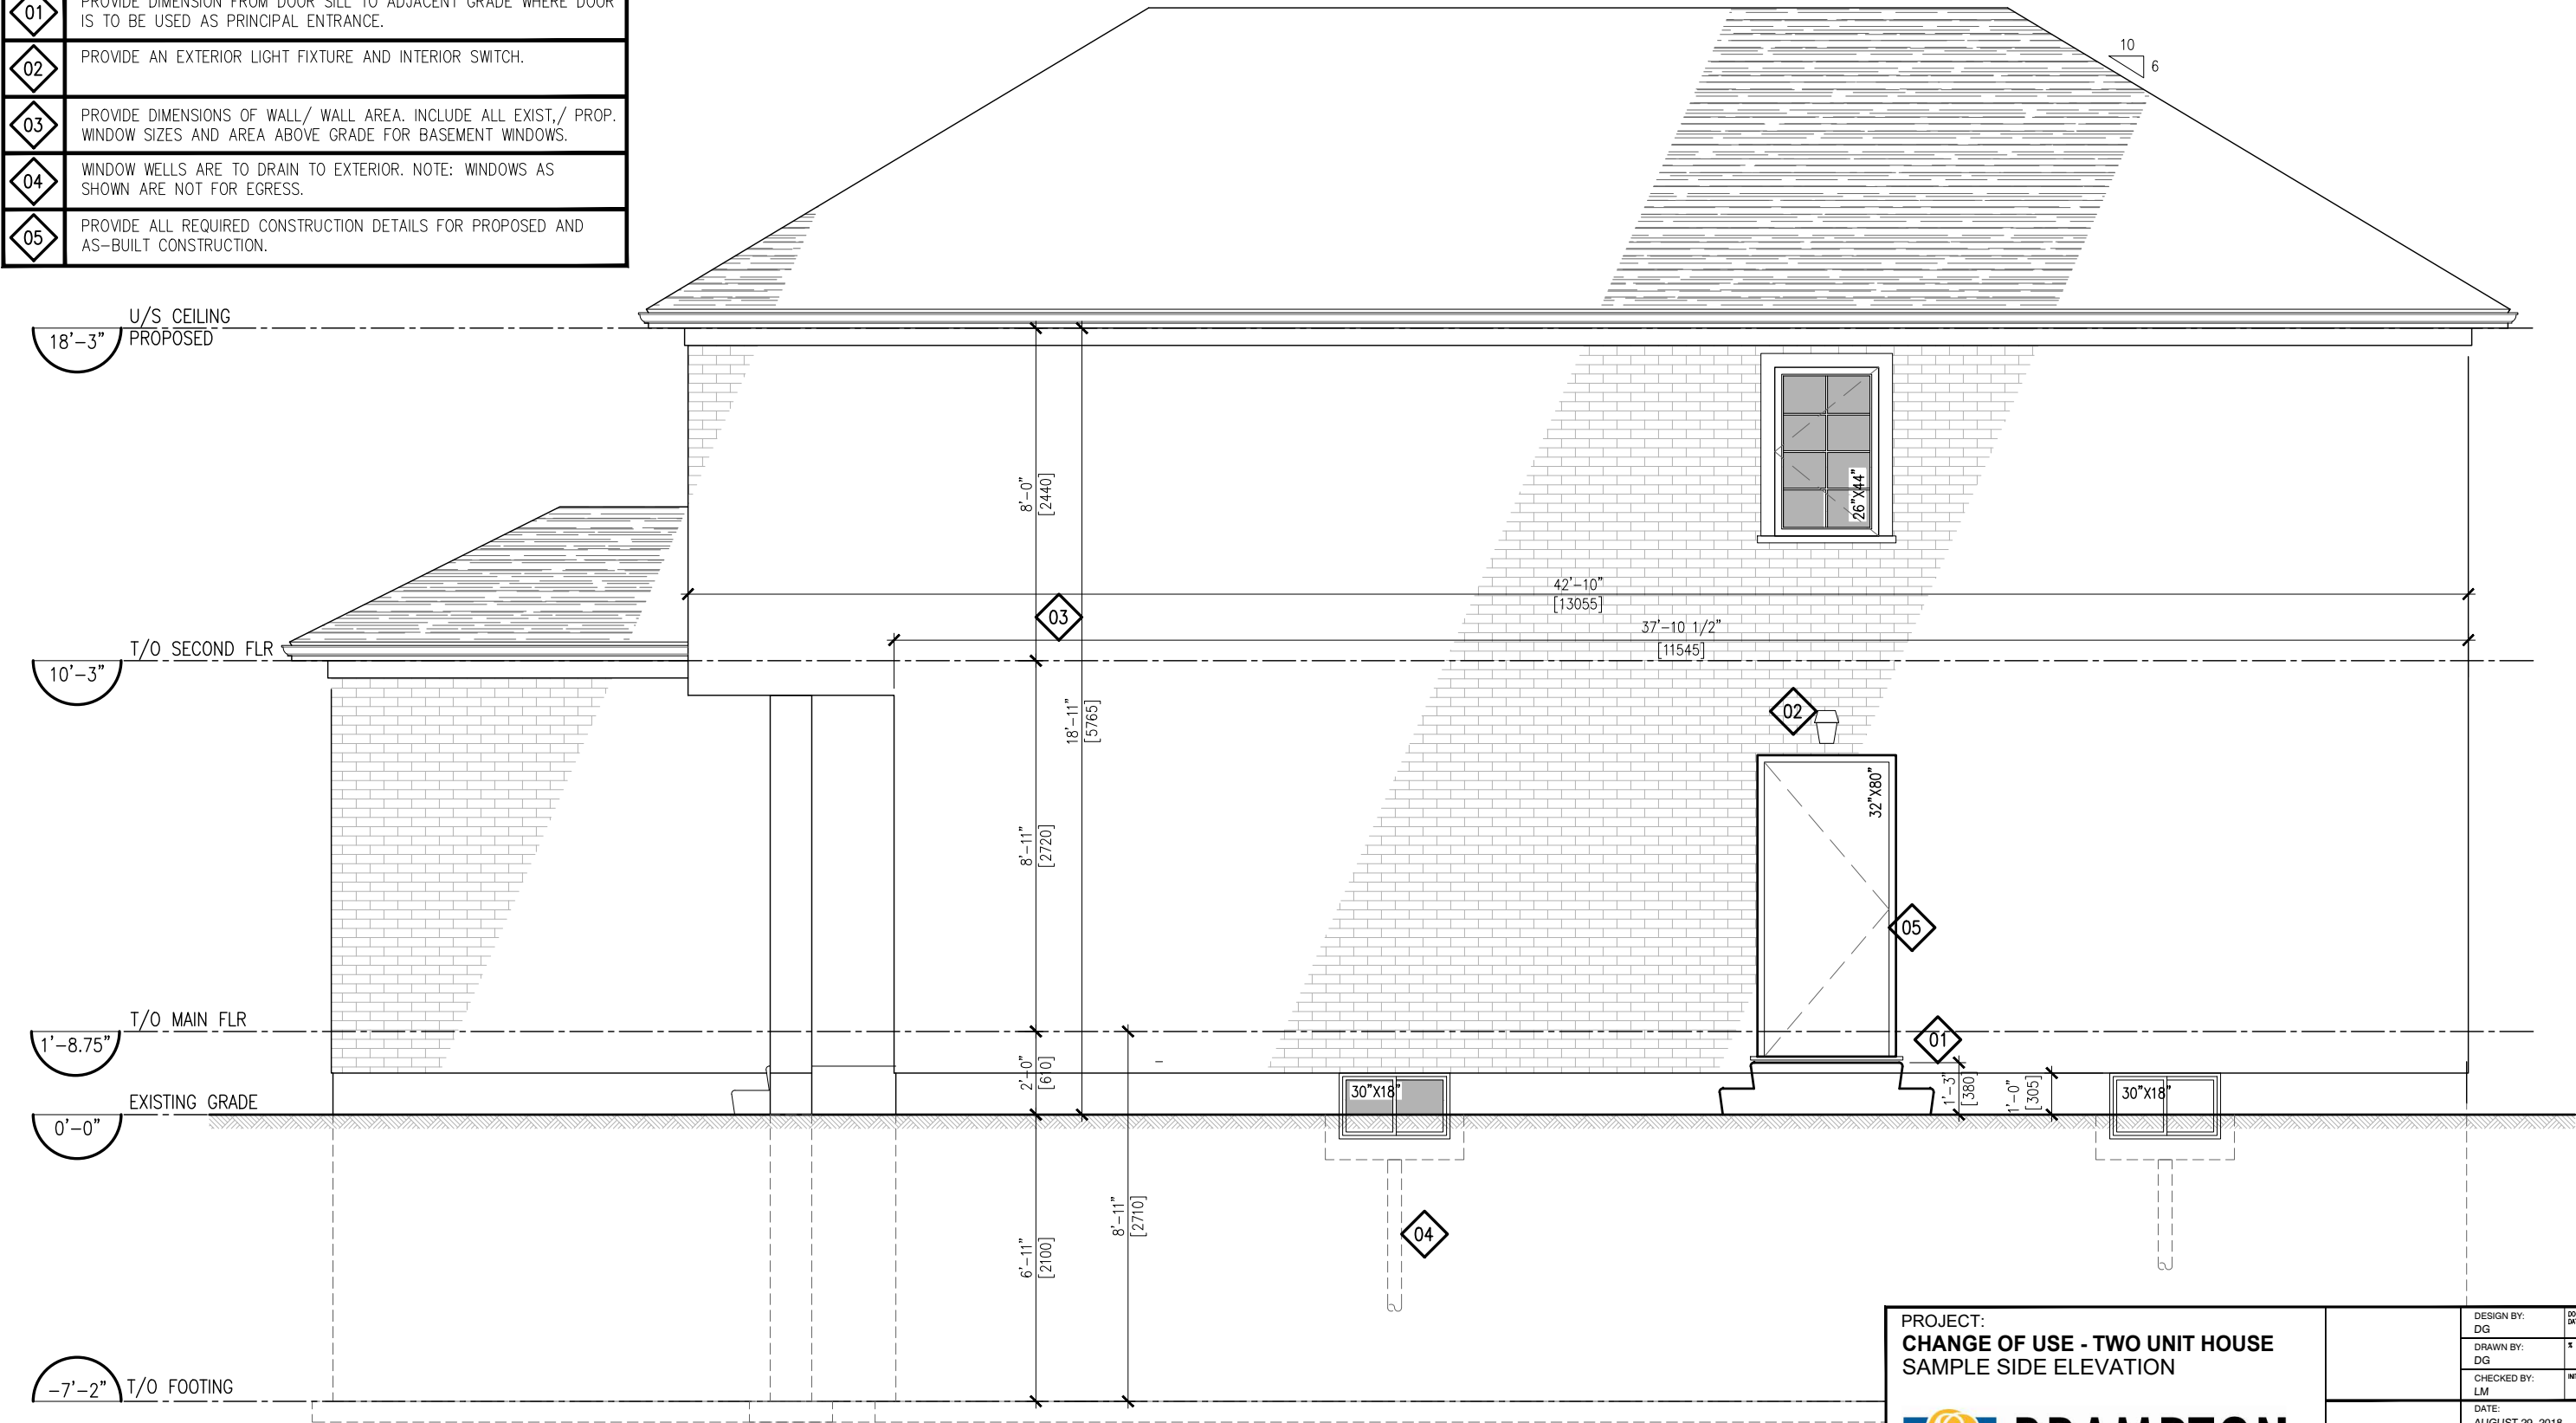 01
PROVIDE DIMENSION FROM DOOR SILL TO ADJACENT GRADE WHERE DOOR
IS TO BE USED AS PRINCIPAL ENTRANCE.
02
PROVIDE AN EXTERIOR LIGHT FIXTURE AND INTERIOR SWITCH.
03
PROVIDE DIMENSIONS OF WALL/ WALL AREA. INCLUDE ALL EXIST,/ PROP.
WINDOW SIZES AND AREA ABOVE GRADE FOR BASEMENT WINDOWS.
04
WINDOW WELLS ARE TO DRAIN TO EXTERIOR. NOTE: WINDOWS AS
SHOWN ARE NOT FOR EGRESS.
05
PROVIDE ALL REQUIRED CONSTRUCTION DETAILS FOR PROPOSED AND
AS-BUILT CONSTRUCTION.
10
6
U/S CEILING
PROPOSED
18'-3"
8'-0"
[2440]
26"X44"
42'-10"
[13055]
03
37'-10 1/2"
[11545]
T/O SECOND FLR
10'-3"
18'-11"
[5765]
02
32"X80"
8'-11"
[2720]
05
T/O MAIN FLR
1'-8.75"
01
2'-0"
[610]
30"X18"
1'-3"
[380]
1'-0"
[305]
30"X18"
EXISTING GRADE
0'-0"
6'-11"
[2100]
8'-11"
[2710]
04
T/O FOOTING
-7'-2"
PROJECT:
CHANGE OF USE - TWO UNIT HOUSE
SAMPLE SIDE ELEVATION
BRAMPTON
DESIGN BY:
DG
DRAWN BY:
DG
CHECKED BY:
LM
DATE:
AUGUST 29, 2018